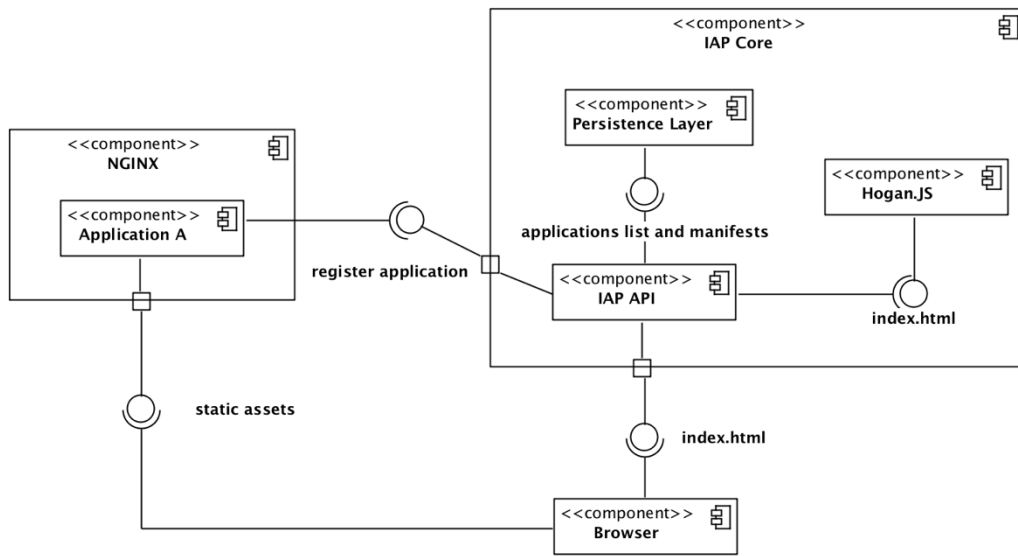 <<component>>
IAP Core
<<component>>
Persistence Layer
<<component>>
NGINX
<<component>>
Hogan.JS
<<component>>
Application A
applications list and manifests
register application
<<component>>
IAP API
index.html
static assets
index.html
<<component>>
Browser